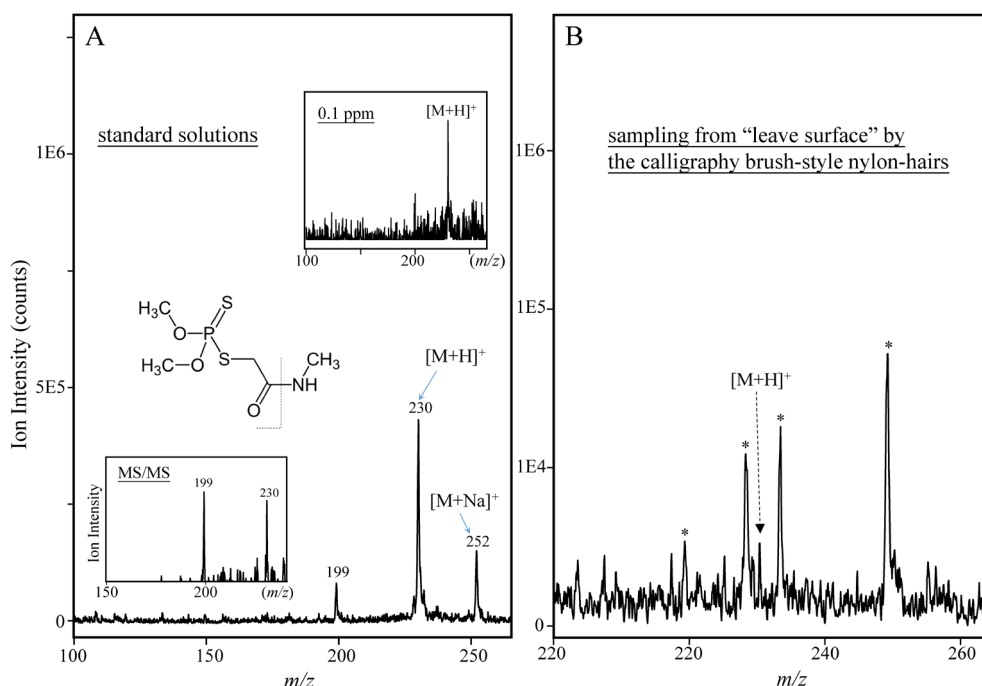 A
standard solutions
1E6
5E5
0
Ion Intensity (counts)
100
150
200
250
m/z
0.1 ppm
[M+H]+
100
200
(m/z)
H3C
O
S
P
H3C
O
S
CH3
NH
O
[M+H]+
230
[M+Na]+
252
199
MS/MS
Ion Intensity
199
230
150
200
(m/z)
B
sampling from “leave surface” by
the calligraphy brush-style nylon-hairs
1E6
1E5
1E4
0
[M+H]+
*
*
*
*
220
220
240
260
m/z